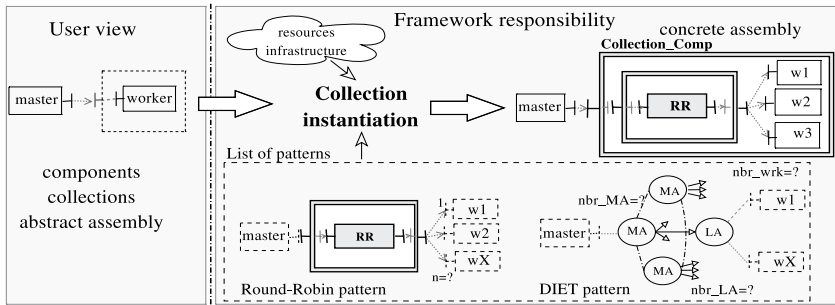 User view
master
worker
components
collections
abstract assembly
Framework responsibility
resources
infrastructure
Collection
instantiation
concrete assembly
Collection_Comp
master
RR
w1
w2
w3
List of patterns
master
RR
1
w1
w2
wX
n=?
Round-Robin pattern
nbr_wrk=?
nbr_MA=?
MA
master
MA
LA
w1
MA
wX
nbr_LA=?
DIET pattern